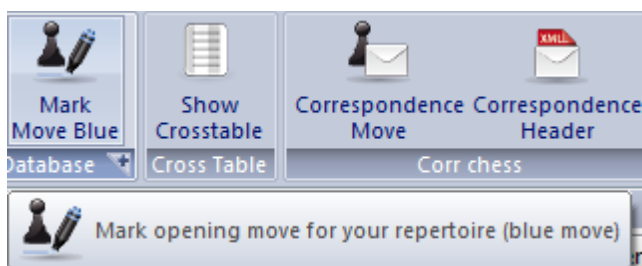 XML
Mark Move Blue
Show Crosstable
Correspondence Move
Correspondence Header
Database
Cross Table
Corr chess
Mark opening move for your repertoire (blue move)